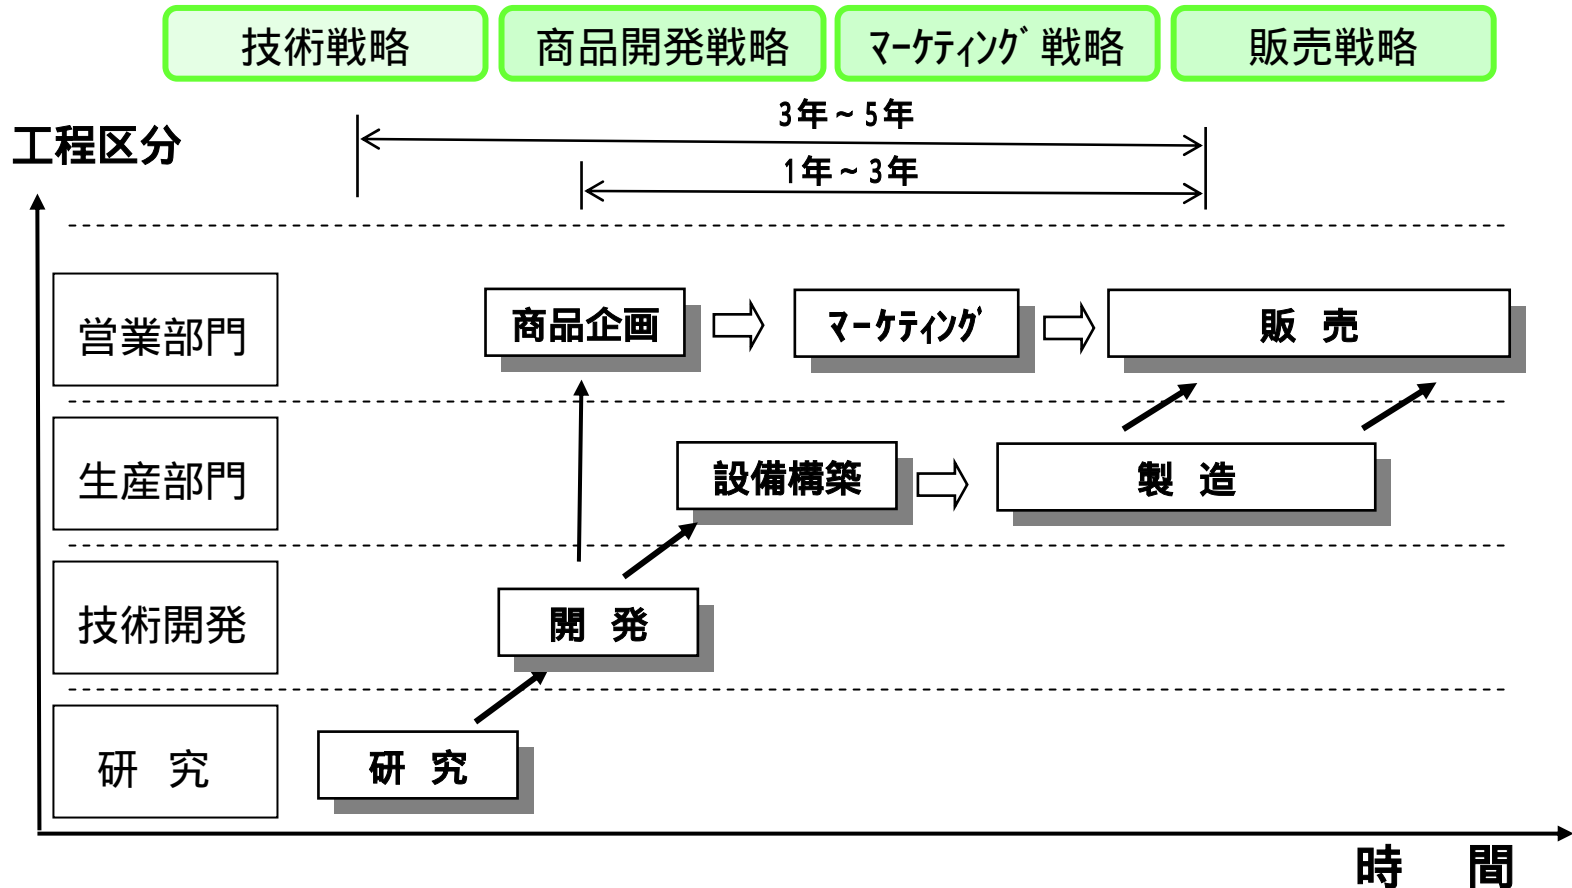 技術戦略
商品開発戦略
ﾏｰｹﾃｨﾝｸﾞ 戦略
販売戦略
3年～5年
工程区分
1年～3年
営業部門
商品企画
ﾏｰｹﾃｨﾝｸﾞ
販 売
生産部門
設備構築
製 造
技術開発
開 発
研 究
研 究
時 間